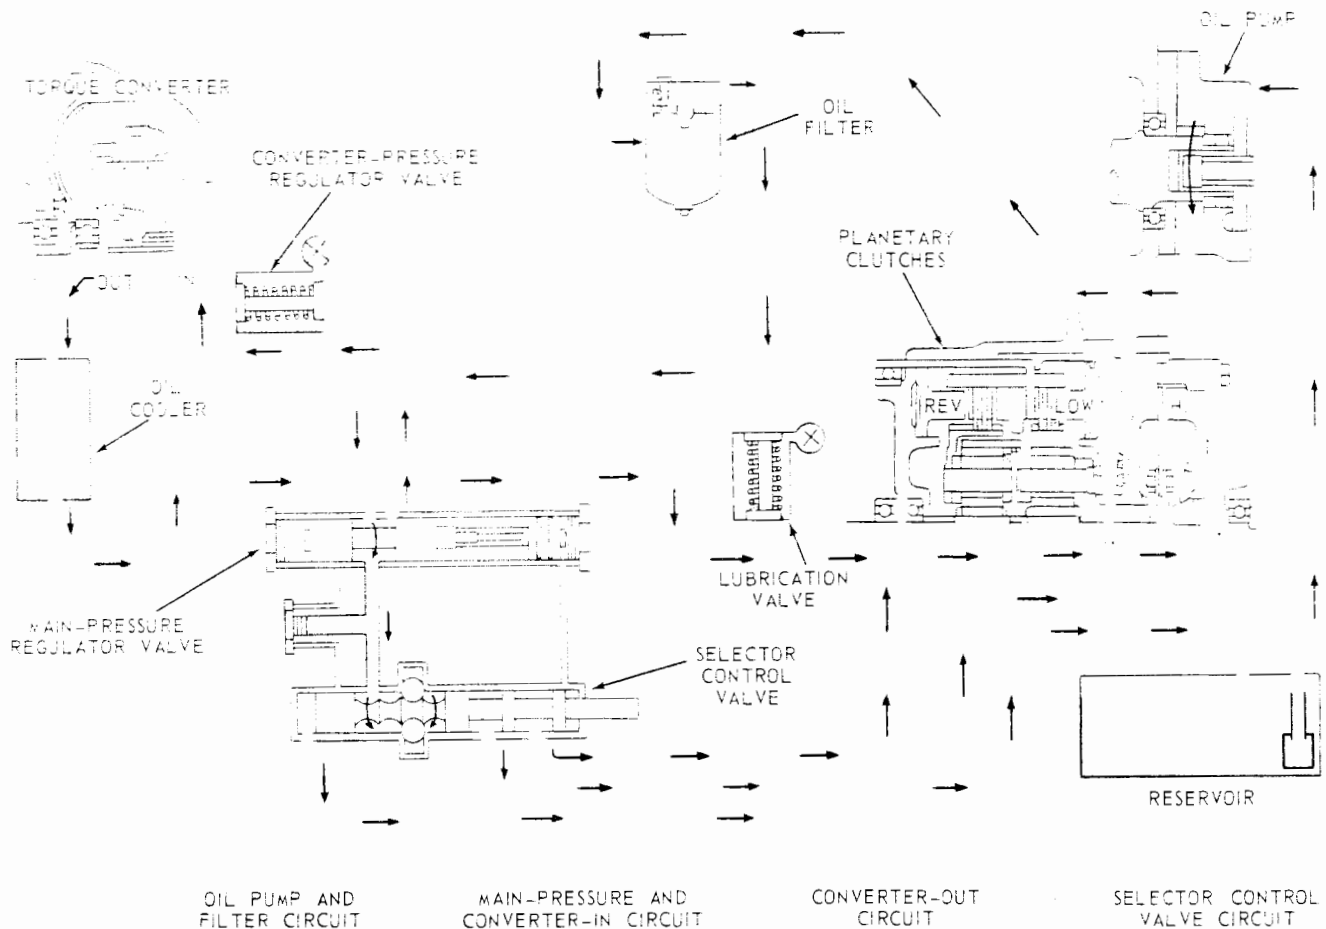 OIL PUMP
TORQUE CONVERTER
OIL
FILTER
CONVERTER-PRESSURE
REGULATOR VALVE
PLANETARY
CLUTCHES
OUT
IN
OIL
COOLER
REV
LOW
LUBRICATION
VALVE
MAIN-PRESSURE
REGULATOR VALVE
SELECTOR
CONTROL
VALVE
RESERVOIR
OIL PUMP AND
FILTER CIRCUIT
MAIN-PRESSURE AND
CONVERTER-IN CIRCUIT
CONVERTER-OUT
CIRCUIT
SELECTOR CONTROL
VALVE CIRCUIT